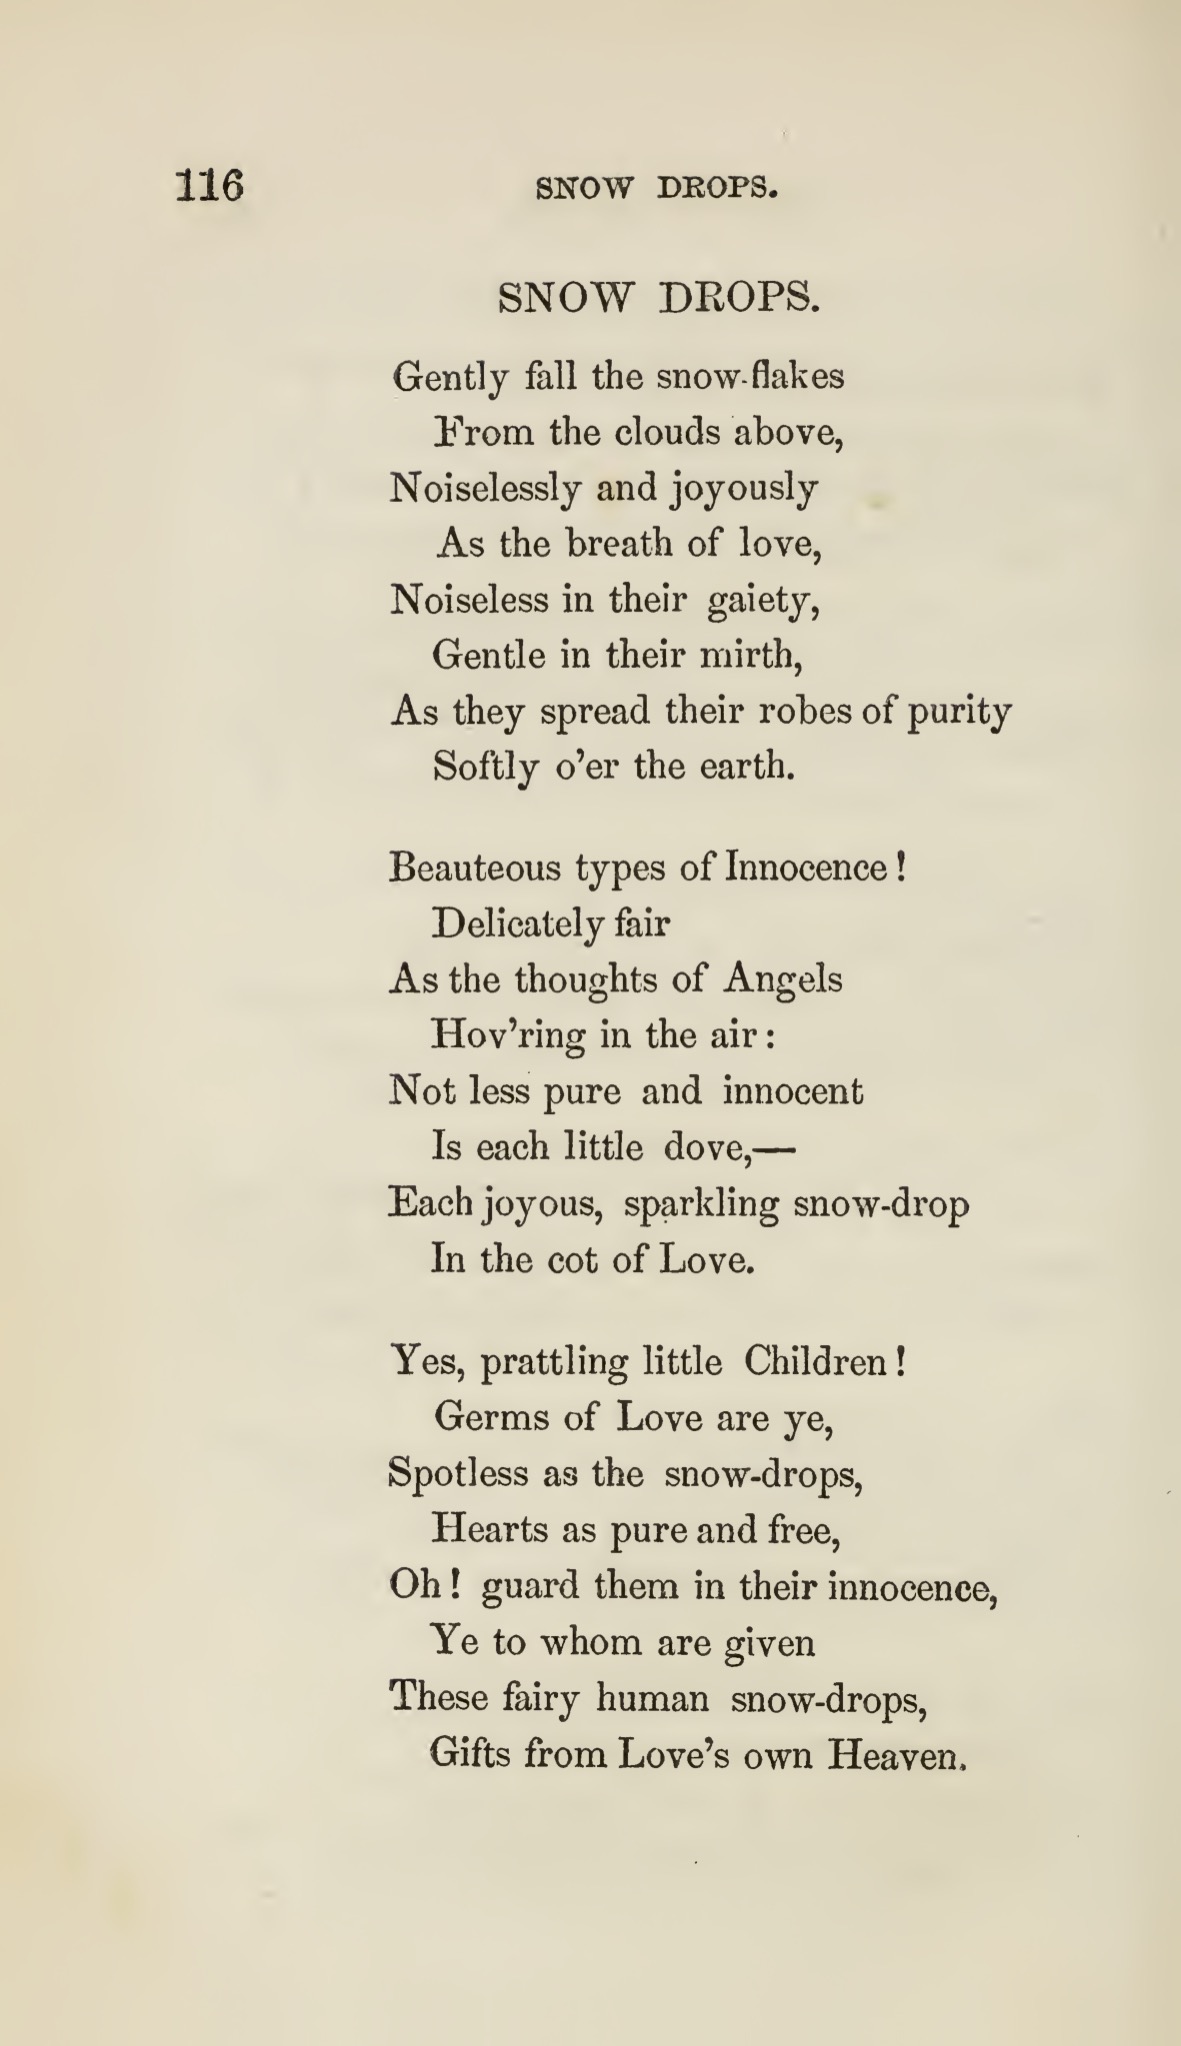 116 SNOW DROPS.
SNOW DROPS.
Gently fall the snow-flakes
From the clouds above,
Noiselessly and joyously
As the breath of love,
Noiseless in their gaiety,
Gentle in their mirth,
As they spread their robes of purity
Softly o'er the earth.
Beauteous types of Innocence!
Delicately fair
As the thoughts of Angels
Hov'ring in the air:
Not less pure and innocent
Is each little dove,—
Each joyous, sparkling snow-drop
In the cot of Love.
Yes, prattling little Children!
Germs of Love are ye,
Spotless as the snow-drops,
Hearts as pure and free,
Oh! guard them in their innocence,
Ye to whom are given
These fairy human snow-drops,
Gifts from Love's own Heaven.